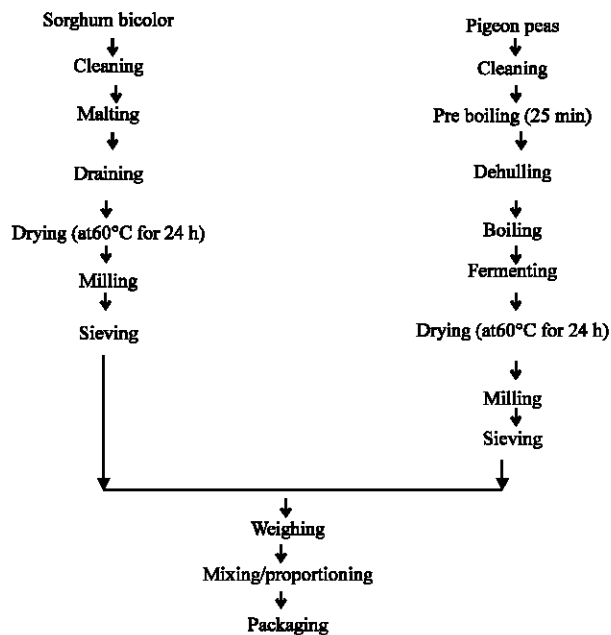 Sorghum bicolor
Cleaning
Malting
Draining
Drying (at60°C for 24 h)
Milling
Sieving
Pigeon peas
Cleaning
Pre boiling (25 min)
Dehulling
Boiling
Fermenting
Drying (at60°C for 24 h)
Milling
Sieving
Weighing
Mixing/proportioning
Packaging